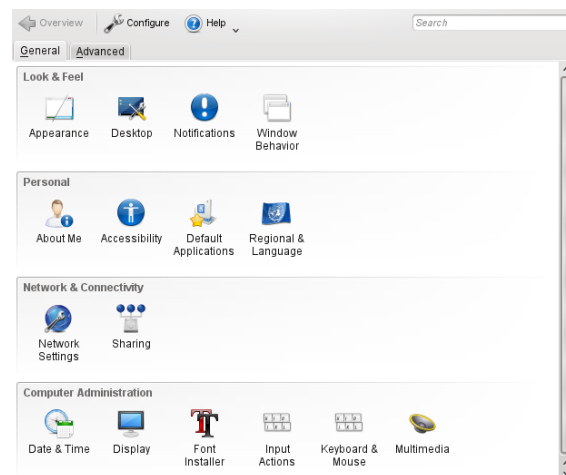 Overview Configure Help Search
General Advanced
Look & Feel
Appearance Desktop Notifications Window
Behavior
Personal
About Me Accessibility Default Regional &
Applications Language
Network & Connectivity
Network Sharing
Settings
Computer Administration
Date & Time Display Font Input Keyboard & Multimedia
Installer Actions Mouse